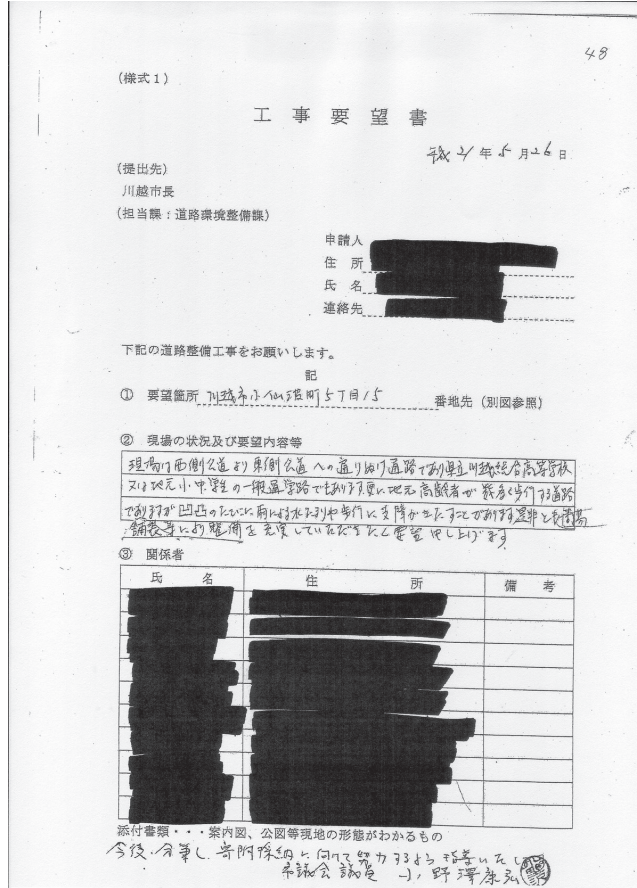 48
(様式1)
工事要望書
平成21年5月26日
(提出先)
川越市長
(担当課:道路環境整備課)
申請人
住所
氏名
連絡先
下記の道路整備工事をお願いします。
記
① 要望箇所 川越市小仙波町5丁目15 番地先(別図参照)
② 現場の状況及び要望内容等
現場は西側公道より東側公道への通りぬけ道路であり県立川越総合高等学校
又は地元小・中学生の一般通学路でもあります更に地元高齢者が数多く歩行する道路
でありますが凹凸のたびに雨による水たまりや歩行に支障がきたすことがあります是非とも
舗装等により整備を充実していただきたく要望申し上げます
③ 関係者
氏名 住所 備考
添付書類・・・案内図、公図等現地の形態がわかるもの
今後、分筆し、寄附採納に向けて努力するよう指導いたし
市議会議員 小野澤康弘